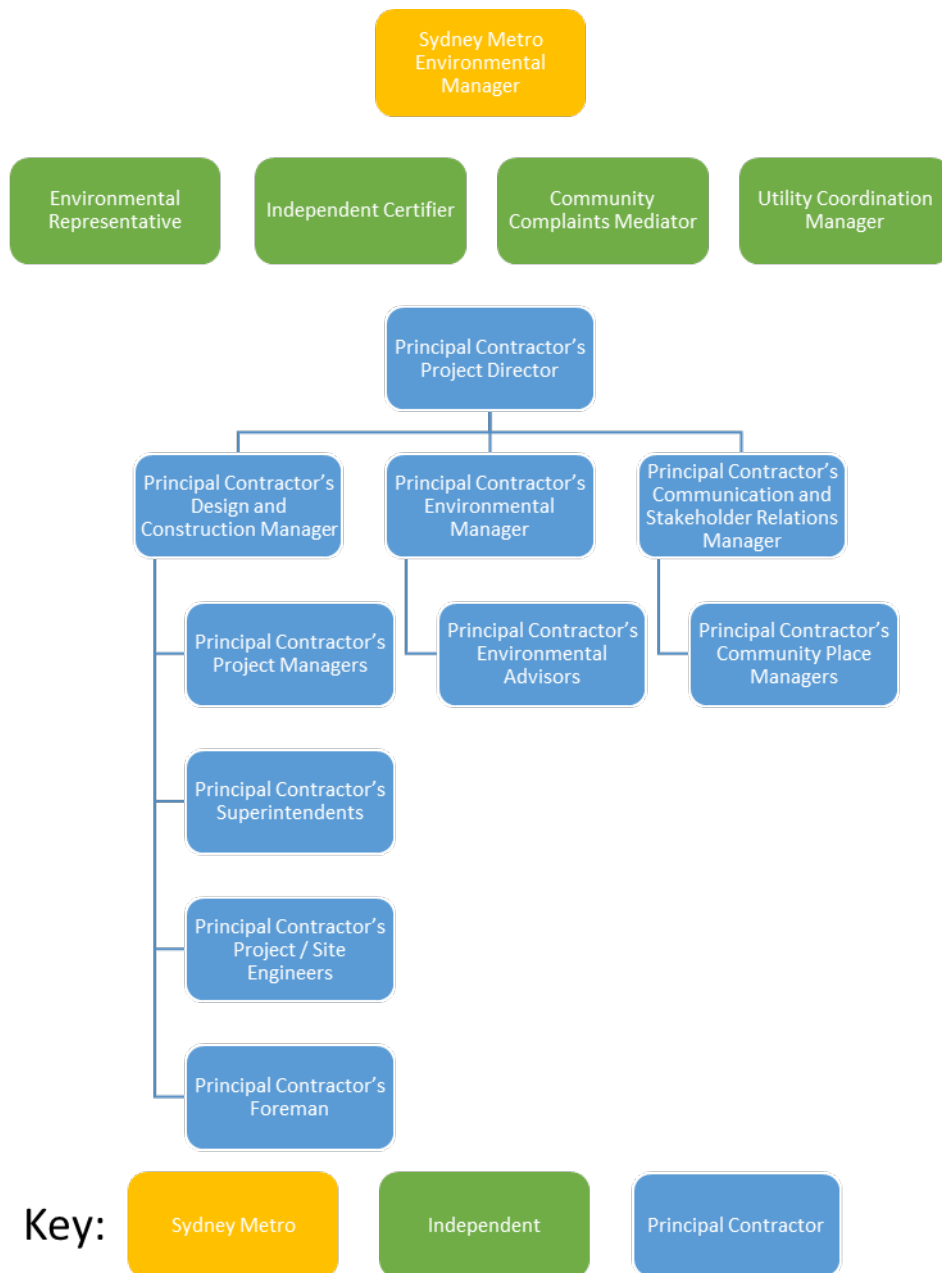 Sydney Metro
Environmental
Manager
Environmental
Representative
Independent Certifier
Community
Complaints Mediator
Utility Coordination
Manager
Principal Contractor’s
Project Director
Principal Contractor’s
Design and
Construction Manager
Principal Contractor’s
Environmental
Manager
Principal Contractor’s
Communication and
Stakeholder Relations
Manager
Principal Contractor’s
Project Managers
Principal Contractor’s
Environmental
Advisors
Principal Contractor’s
Community Place
Managers
Principal Contractor’s
Superintendents
Principal Contractor’s
Project / Site
Engineers
Principal Contractor’s
Foreman
Key:
Sydney Metro
Independent
Principal Contractor